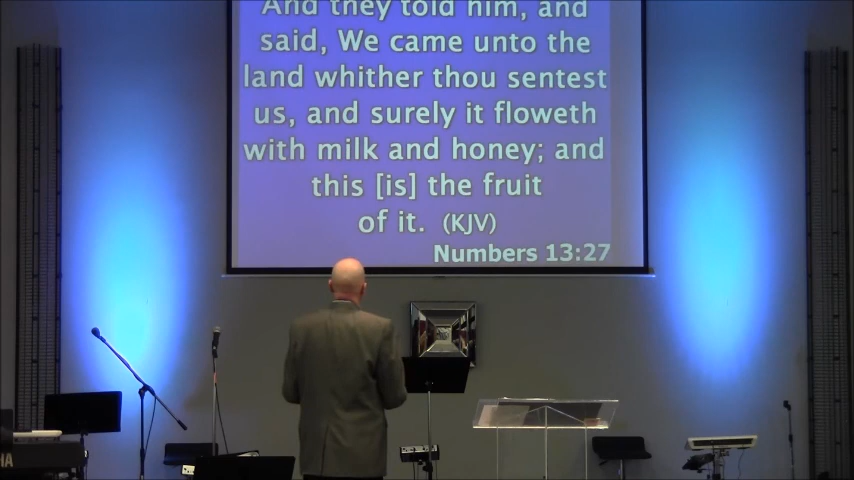 And they told him, and
said, We came unto the
land whither thou sentest
us, and surely it floweth
with milk and honey; and
this [is] the fruit
of it. (KJV)
Numbers 13:27